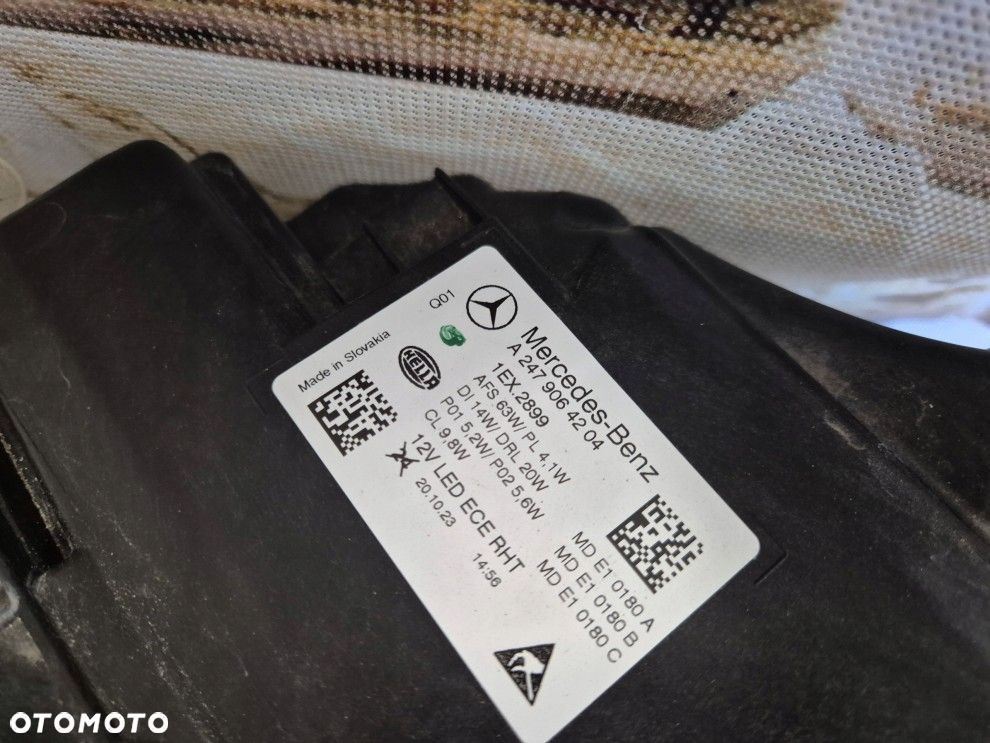 Q01
Mercedes-Benz
A 247 906 42 04
Made in Slovakia
HELLA
1EX.2899
AFS 63W/ PL 4,1W
DI 14W/ DRL 20W
P01 5,2W/ P02 5,6W
CL 9,8W
12V LED ECE RHT
20.10.23
14:56
MD E1 0180 A
MD E1 0180 B
MD E1 0180 C
OTOMOTO